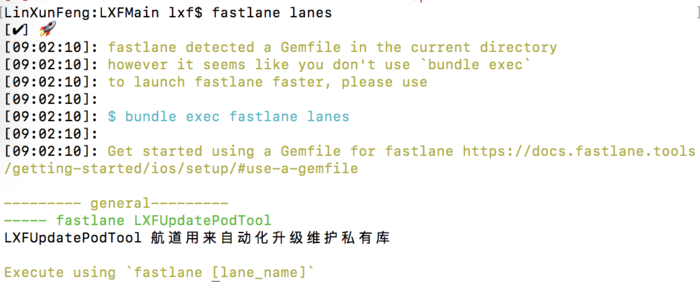 LinXunFeng:LXFMain lxf$ fastlane lanes
[✔] 🚀
[09:02:10]: fastlane detected a Gemfile in the current directory
[09:02:10]: however it seems like you don't use `bundle exec`
[09:02:10]: to launch fastlane faster, please use
[09:02:10]:
[09:02:10]: $ bundle exec fastlane lanes
[09:02:10]:
[09:02:10]: Get started using a Gemfile for fastlane https://docs.fastlane.tools
/getting-started/ios/setup/#use-a-gemfile
--------- general---------
----- fastlane LXFUpdatePodTool
LXFUpdatePodTool 航道用来自动化升级维护私有库
Execute using `fastlane [lane_name]`